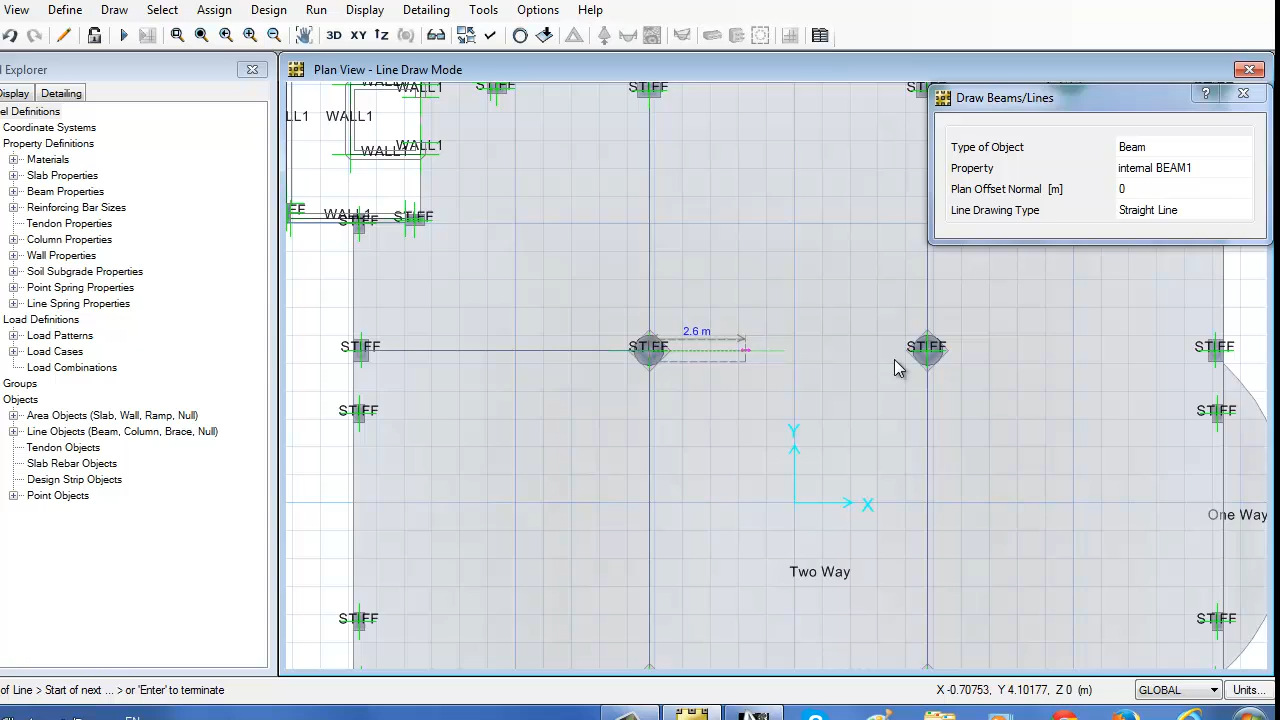 View Define Draw Select Assign Design Run Display Detailing Tools Options Help
3D XY
Explorer
Plan View - Line Draw Mode
Display Detailing
Draw Beams/Lines
?
Type of Object Beam
Property internal BEAM1
Plan Offset Normal [m] 0
Line Drawing Type Straight Line
el Definitions
Coordinate Systems
Property Definitions
Materials
Slab Properties
Beam Properties
Reinforcing Bar Sizes
Tendon Properties
Column Properties
Wall Properties
Soil Subgrade Properties
Point Spring Properties
Line Spring Properties
Load Definitions
Load Patterns
Load Cases
Load Combinations
Groups
Objects
Area Objects (Slab, Wall, Ramp, Null)
Line Objects (Beam, Column, Brace, Null)
Tendon Objects
Slab Rebar Objects
Design Strip Objects
Point Objects
WALL1
STIFF STIFF
LL1 WALL1
WALL1 WALL1
WALL1
STIFF STIFF
2.6 m
STIFF STIFF STIFF STIFF
STIFF STIFF
Y
X
One Way
Two Way
STIFF STIFF
of Line > Start of next ... > or 'Enter' to terminate
X -0.70753, Y 4.10177, Z 0 (m)
GLOBAL
Units...